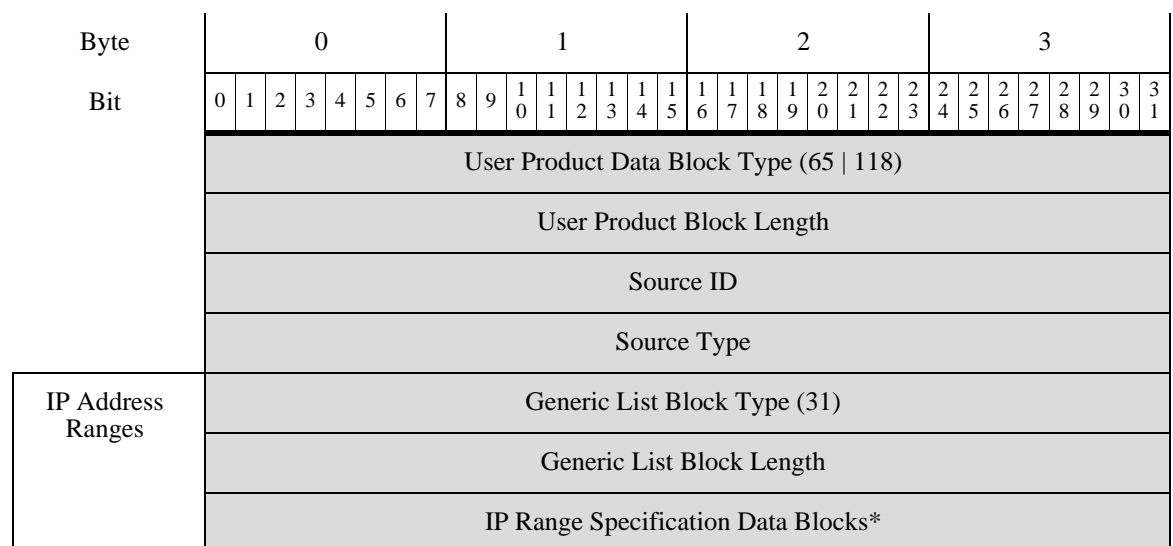 Byte 0 1 2 3
Bit 0 1 2 3 4 5 6 7 8 9 10 11 12 13 14 15 16 17 18 19 20 21 22 23 24 25 26 27 28 29 30 31
User Product Data Block Type (65 | 118)
User Product Block Length
Source ID
Source Type
IP Address
Ranges
Generic List Block Type (31)
Generic List Block Length
IP Range Specification Data Blocks*